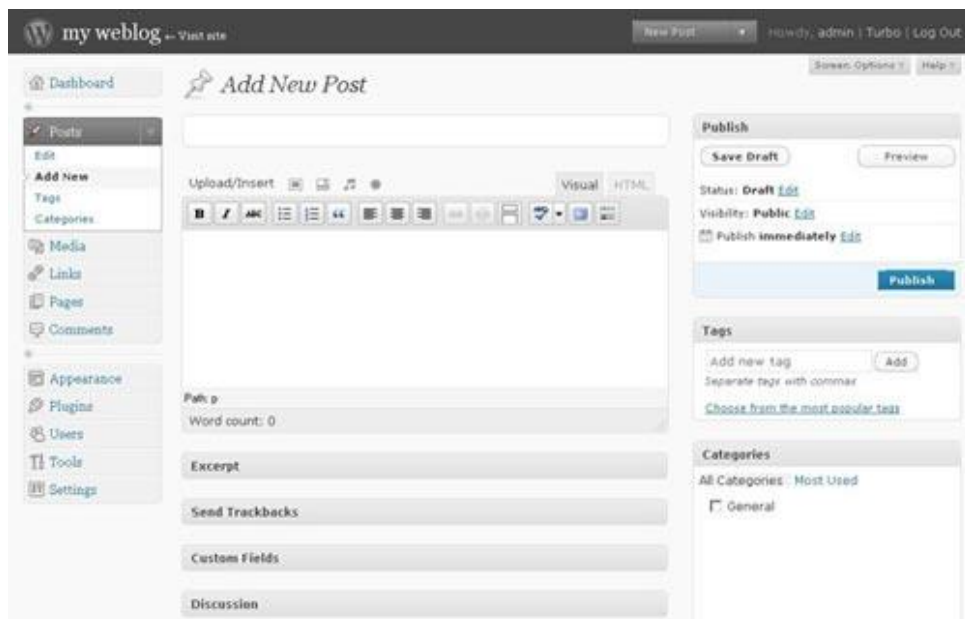 my weblog ← Visit site
New Post
Howdy, admin | Turbo | Log Out
Screen Options
Help
Dashboard
Add New Post
Posts
Edit
Add New
Tags
Categories
Media
Links
Pages
Comments
Appearance
Plugins
Users
Tools
Settings
Upload/Insert
Visual
HTML
B I ABC
Path: p
Word count: 0
Excerpt
Send Trackbacks
Custom Fields
Discussion
Publish
Save Draft
Preview
Status: Draft Edit
Visibility: Public Edit
Publish immediately Edit
Publish
Tags
Add new tag
Add
Separate tags with commas
Choose from the most popular tags
Categories
All Categories Most Used
General